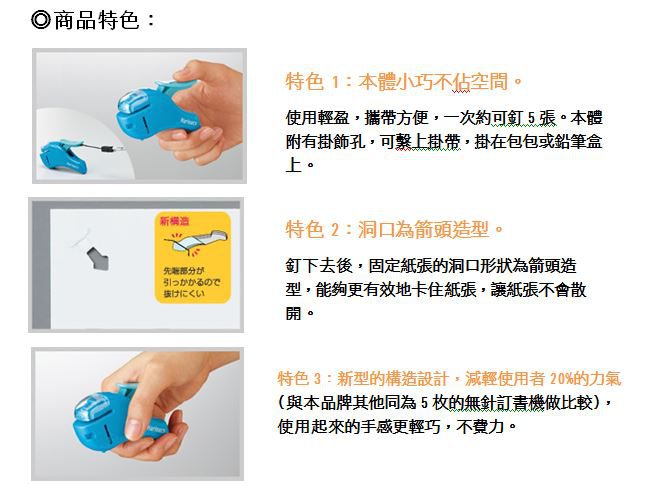 ◎商品特色：
特色 1：本體小巧不佔空間。
使用輕盈，攜帶方便，一次約可釘 5 張。本體
附有掛飾孔，可繫上掛帶，掛在包包或鉛筆盒
上。
新構造
先端部分が
引っかかるので
抜けにくい
特色 2：洞口為箭頭造型。
釘下去後，固定紙張的洞口形狀為箭頭造
型，能夠更有效地卡住紙張，讓紙張不會散
開。
特色 3：新型的構造設計，減輕使用者 20%的力氣
(與本品牌其他同為 5 枚的無針訂書機做比較)，
使用起來的手感更輕巧，不費力。